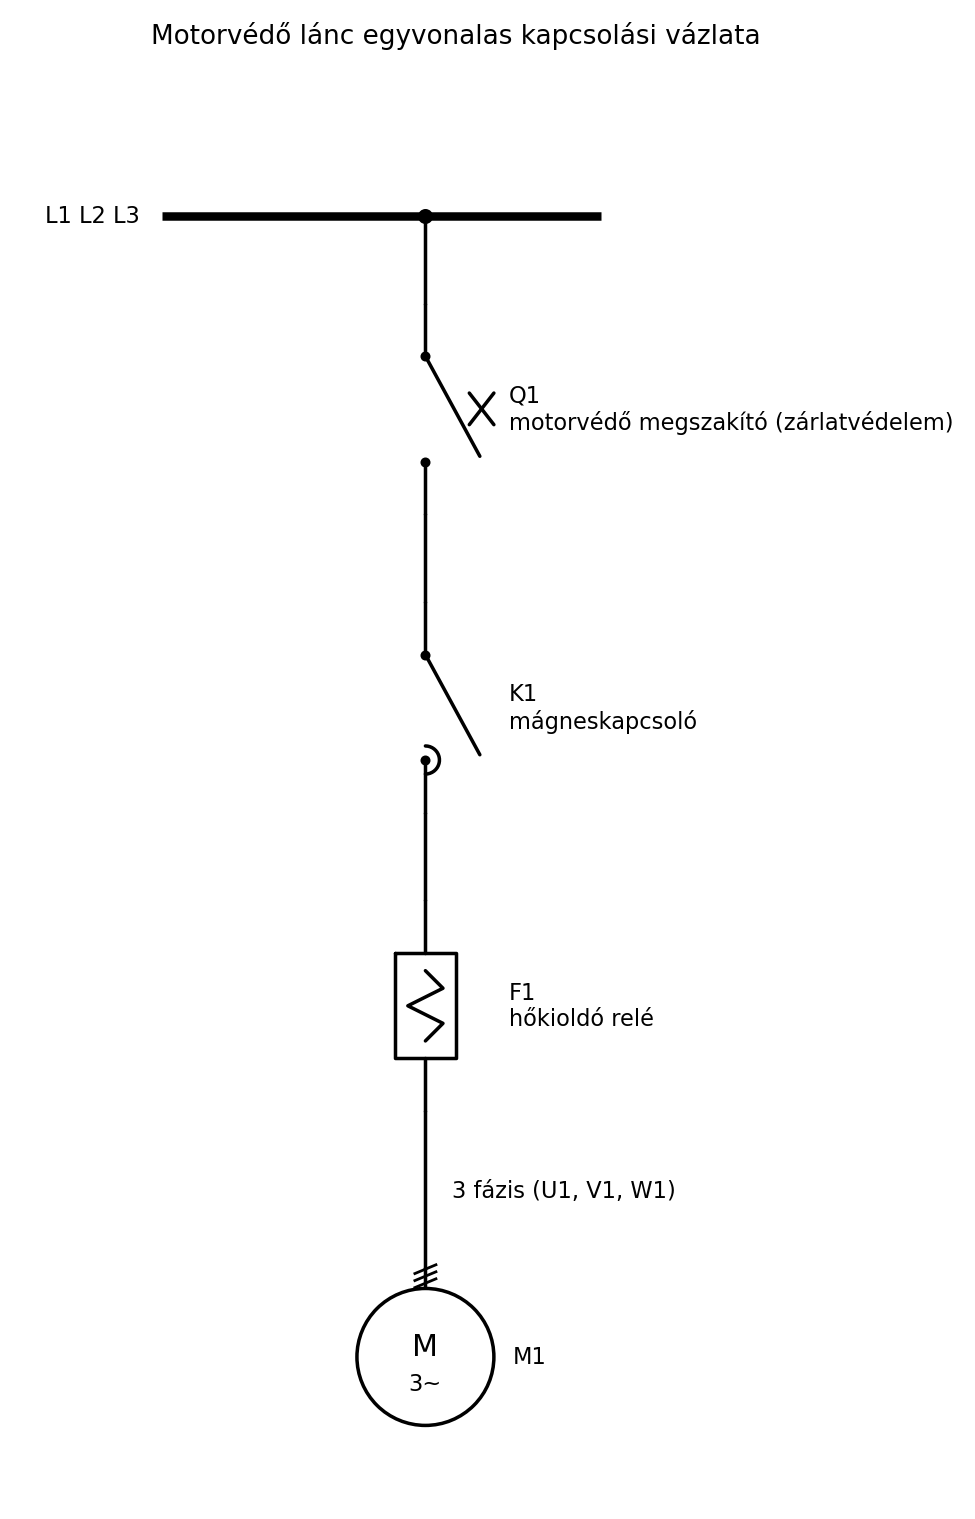 Motorvédő lánc egyvonalas kapcsolási vázlata
L1 L2 L3
Q1
motorvédő megszakító (zárlatvédelem)
K1
mágneskapcsoló
F1
hőkioldó relé
3 fázis (U1, V1, W1)
M
3~
M1